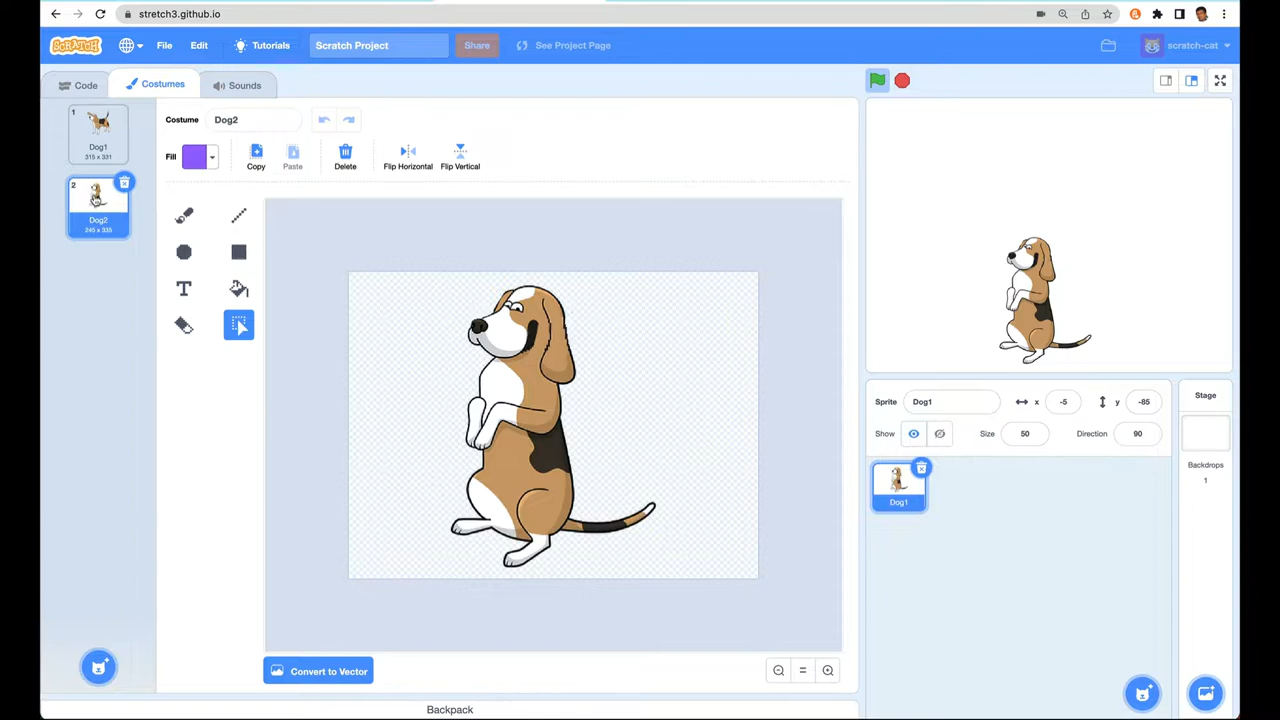 stretch3.github.io
SCRATCH
File
Edit
Tutorials
Scratch Project
Share
See Project Page
scratch-cat
Code
Costumes
Sounds
1
Dog1
315 x 331
2
Dog2
245 x 335
Costume
Dog2
Fill
Copy
Paste
Delete
Flip Horizontal
Flip Vertical
T
Convert to Vector
Backpack
Sprite
Dog1
x
-5
y
-85
Show
Size
50
Direction
90
Dog1
Stage
Backdrops
1